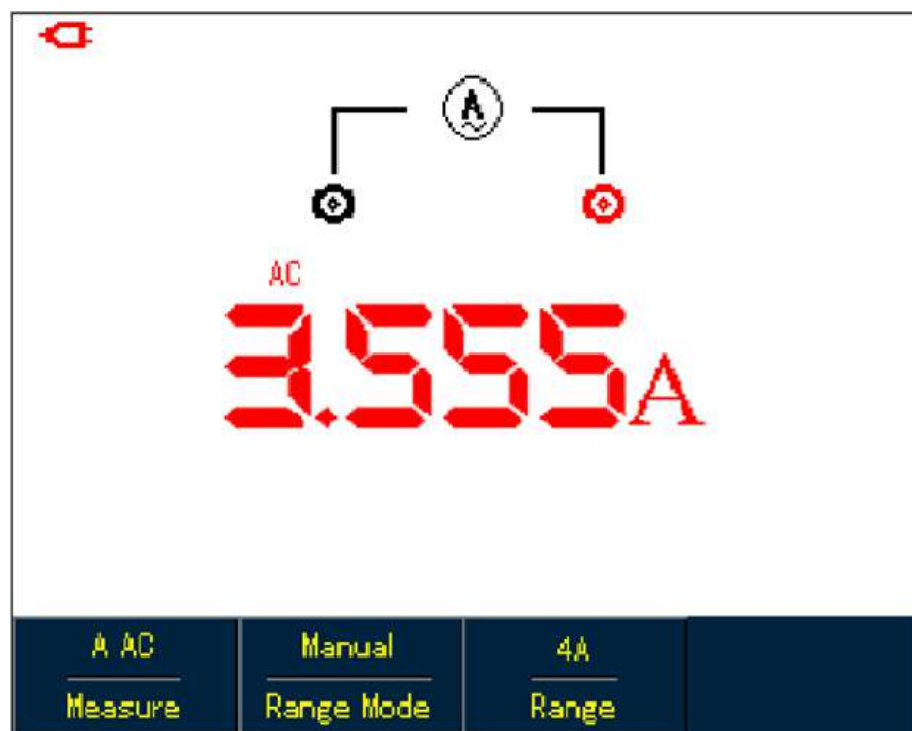 A
AC
3.555A
A AC
Measure
Manual
Range Mode
4A
Range